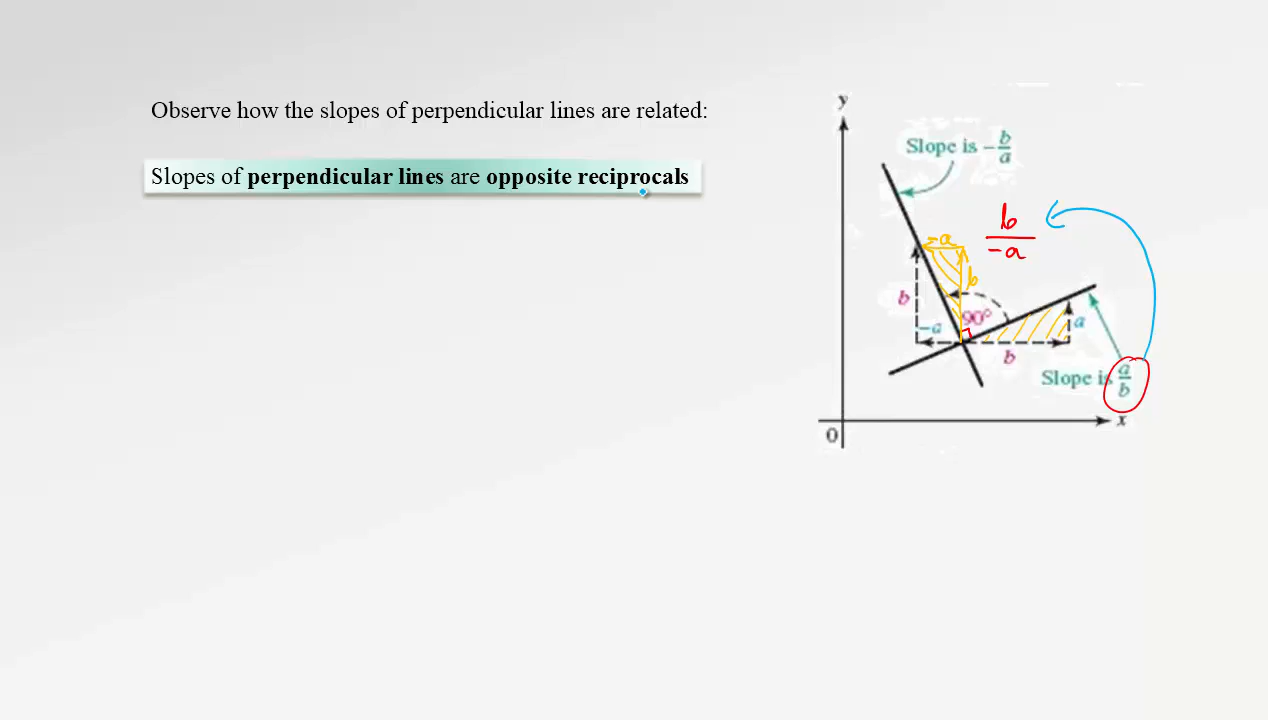 Observe how the slopes of perpendicular lines are related:
Slopes of perpendicular lines are opposite reciprocals
y
Slope is -b/a
b/-a
-a
b
b
90°
-a
a
b
Slope is a/b
x
0